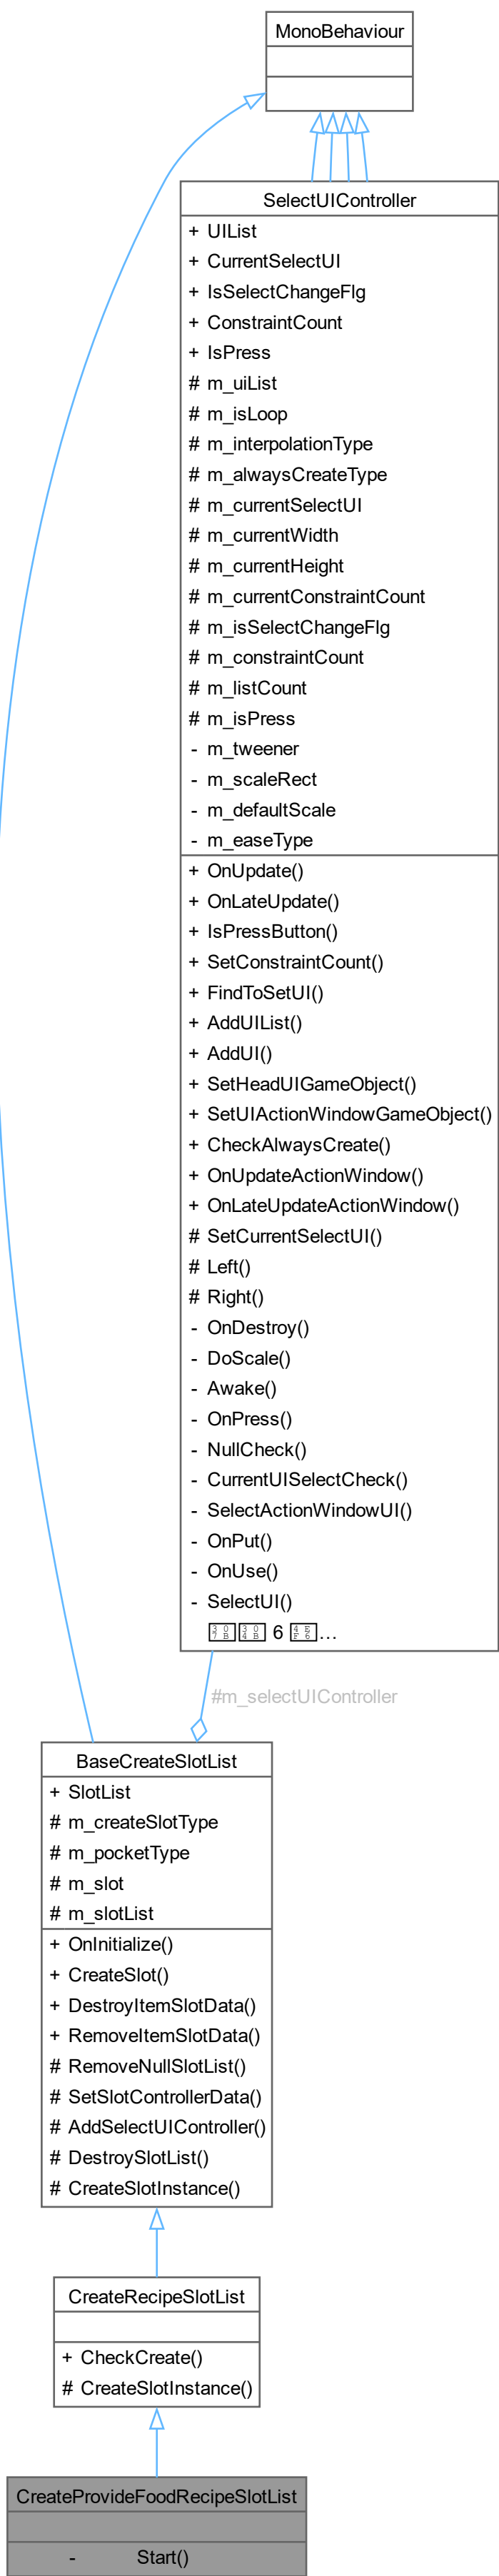 MonoBehaviour
SelectUIController
+ UIList
+ CurrentSelectUI
+ IsSelectChangeFlg
+ ConstraintCount
+ IsPress
# m_uiList
# m_isLoop
# m_interpolationType
# m_alwaysCreateType
# m_currentSelectUI
# m_currentWidth
# m_currentHeight
# m_currentConstraintCount
# m_isSelectChangeFlg
# m_constraintCount
# m_listCount
# m_isPress
- m_tweener
- m_scaleRect
- m_defaultScale
- m_easeType
+ OnUpdate()
+ OnLateUpdate()
+ IsPressButton()
+ SetConstraintCount()
+ FindToSetUI()
+ AddUIList()
+ AddUI()
+ SetHeadUIGameObject()
+ SetUIActionWindowGameObject()
+ CheckAlwaysCreate()
+ OnUpdateActionWindow()
+ OnLateUpdateActionWindow()
# SetCurrentSelectUI()
# Left()
# Right()
- OnDestroy()
- DoScale()
- Awake()
- OnPress()
- NullCheck()
- CurrentUISelectCheck()
- SelectActionWindowUI()
- OnPut()
- OnUse()
- SelectUI()
6 ...
#m_selectUIController
BaseCreateSlotList
+ SlotList
# m_createSlotType
# m_pocketType
# m_slot
# m_slotList
+ OnInitialize()
+ CreateSlot()
+ DestroyItemSlotData()
+ RemoveItemSlotData()
# RemoveNullSlotList()
# SetSlotControllerData()
# AddSelectUIController()
# DestroySlotList()
# CreateSlotInstance()
CreateRecipeSlotList
+ CheckCreate()
# CreateSlotInstance()
CreateProvideFoodRecipeSlotList
- Start()